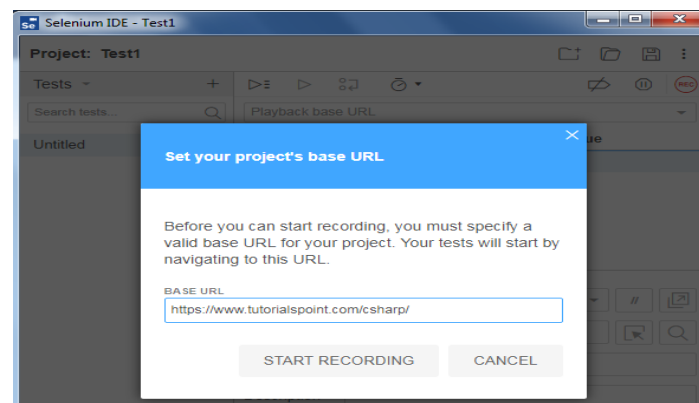 Selenium IDE - Test1
Project: Test1
Tests
Search tests...
Playback base URL
REC
Untitled
Set your project's base URL
Before you can start recording, you must specify a
valid base URL for your project. Your tests will start by
navigating to this URL.
BASE URL
https://www.tutorialspoint.com/csharp/
START RECORDING
CANCEL